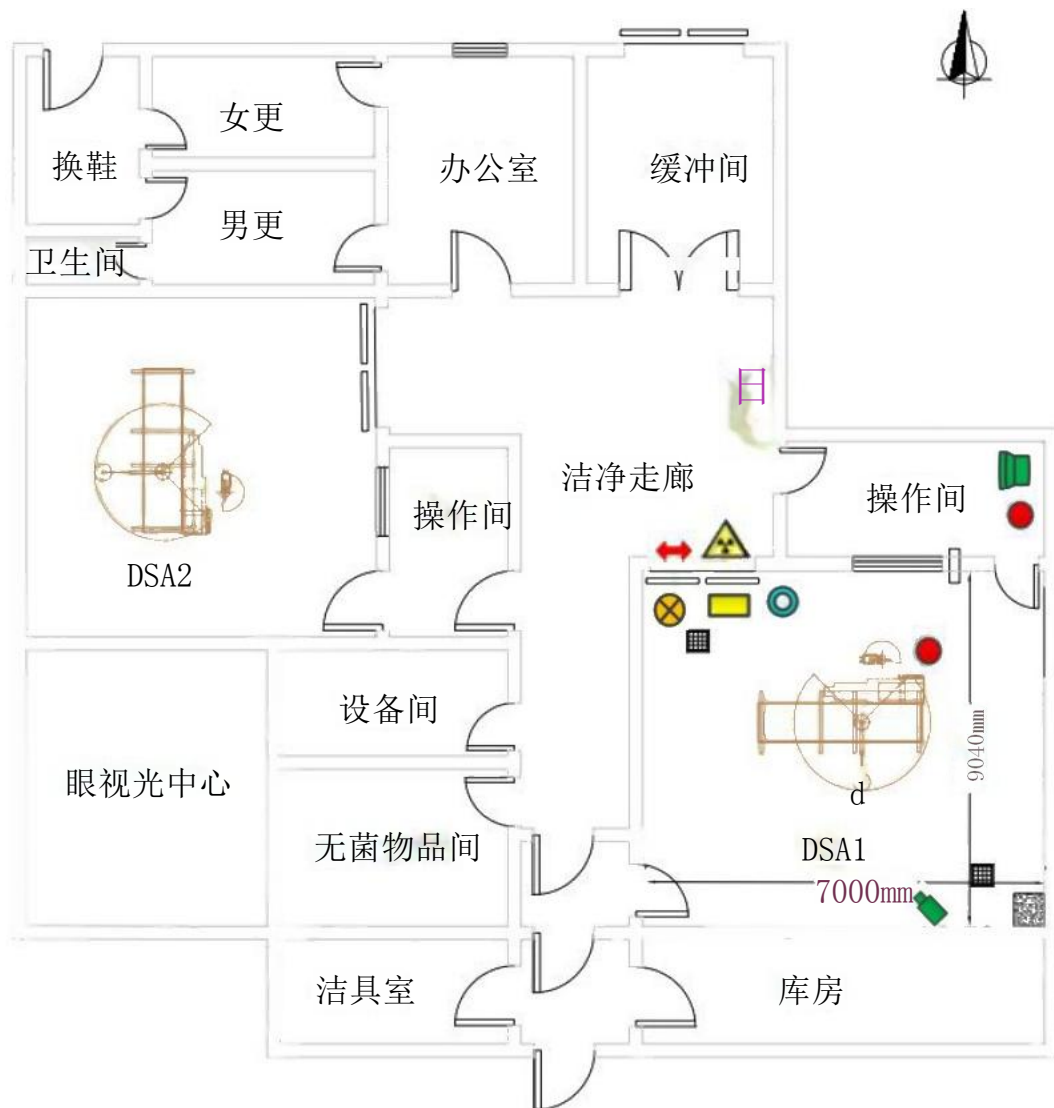 女更
换鞋
办公室
缓冲间
男更
卫生间
日
洁净走廊
操作间
操作间
DSA2
设备间
9040mm
眼视光中心
d
无菌物品间
DSA1
7000mm
洁具室
库房